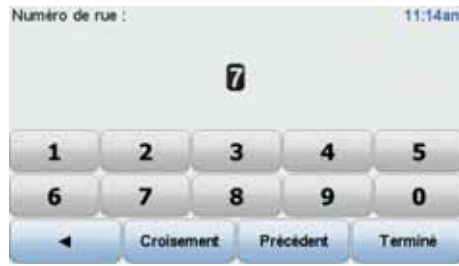 Numéro de rue :
11:14am
7
1 2 3 4 5
6 7 8 9 0
◄ Croisement Précédent Terminé